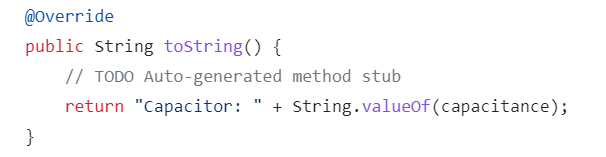 @Override
public String toString() {
    // TODO Auto-generated method stub
    return "Capacitor: " + String.valueOf(capacitance);
}